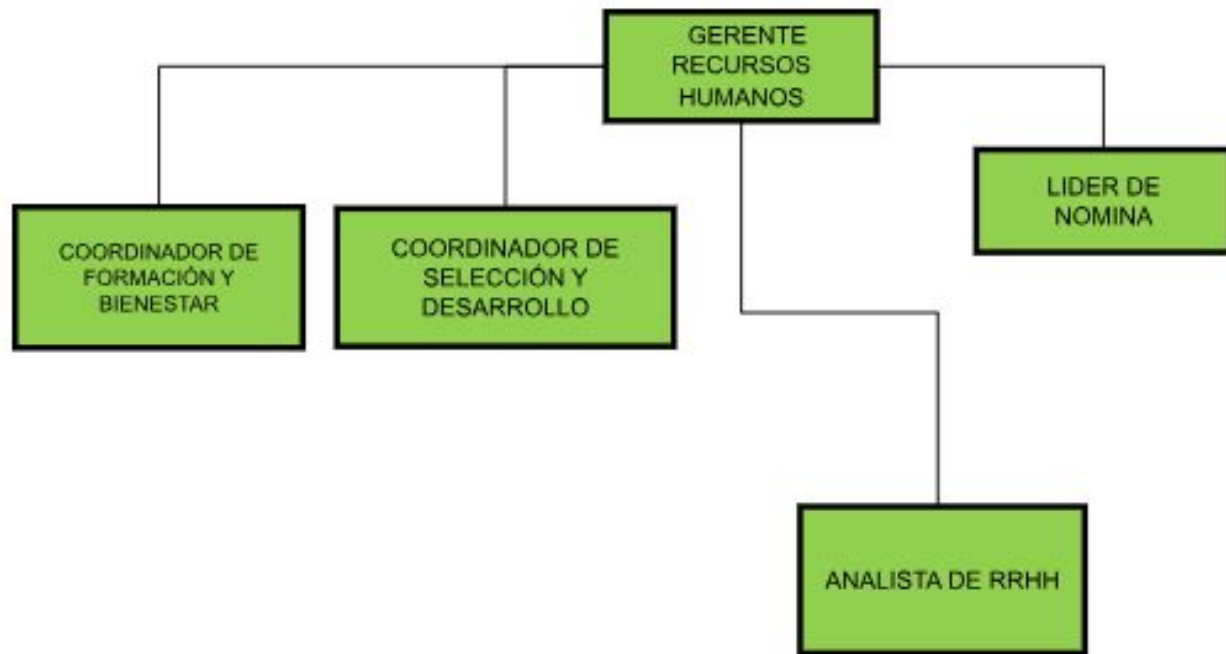 GERENTE
RECURSOS
HUMANOS
LIDER DE
NOMINA
COORDINADOR DE
FORMACIÓN Y
BIENESTAR
COORDINADOR DE
SELECCIÓN Y
DESARROLLO
ANALISTA DE RRHH